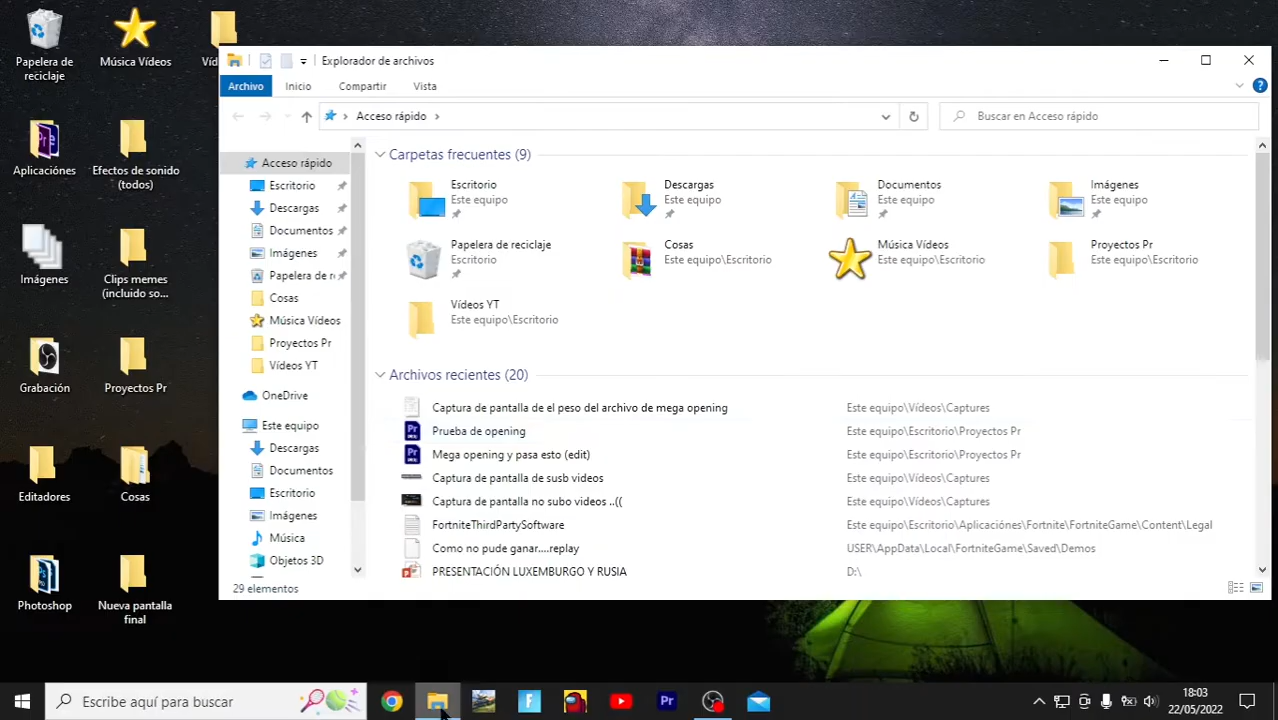 Papelera de
reciclaje
Música Vídeos
Aplicaciónes
Efectos de sonido
(todos)
Imágenes
Clips memes
(incluido so...
Grabación
Proyectos Pr
Editadores
Cosas
Photoshop
Nueva pantalla
final
Explorador de archivos
Archivo
Inicio
Compartir
Vista
Acceso rápido
Buscar en Acceso rápido
Acceso rápido
Escritorio
Descargas
Documentos
Imágenes
Papelera de r
Cosas
Música Vídeos
Proyectos Pr
Vídeos YT
OneDrive
Este equipo
Descargas
Documentos
Escritorio
Imágenes
Música
Objetos 3D
Carpetas frecuentes (9)
Escritorio
Este equipo
Descargas
Este equipo
Documentos
Este equipo
Imágenes
Este equipo
Papelera de reciclaje
Escritorio
Cosas
Este equipo\Escritorio
Música Vídeos
Este equipo\Escritorio
Proyectos Pr
Este equipo\Escritorio
Vídeos YT
Este equipo\Escritorio
Archivos recientes (20)
Captura de pantalla de el peso del archivo de mega opening Este equipo\Vídeos\Captures
Prueba de opening Este equipo\Escritorio\Proyectos Pr
Mega opening y pasa esto (edit) Este equipo\Escritorio\Proyectos Pr
Captura de pantalla de susb videos Este equipo\Vídeos\Captures
Captura de pantalla no subo videos ..(( Este equipo\Vídeos\Captures
FortniteThirdPartySoftware Este equipo\Escritorio\Aplicaciónes\Fortnite\FortniteGame\Content\Legal
Como no pude ganar....replay USER\AppData\Local\FortniteGame\Saved\Demos
PRESENTACIÓN LUXEMBURGO Y RUSIA D:\
29 elementos
Escribe aquí para buscar
18:03
22/05/2022